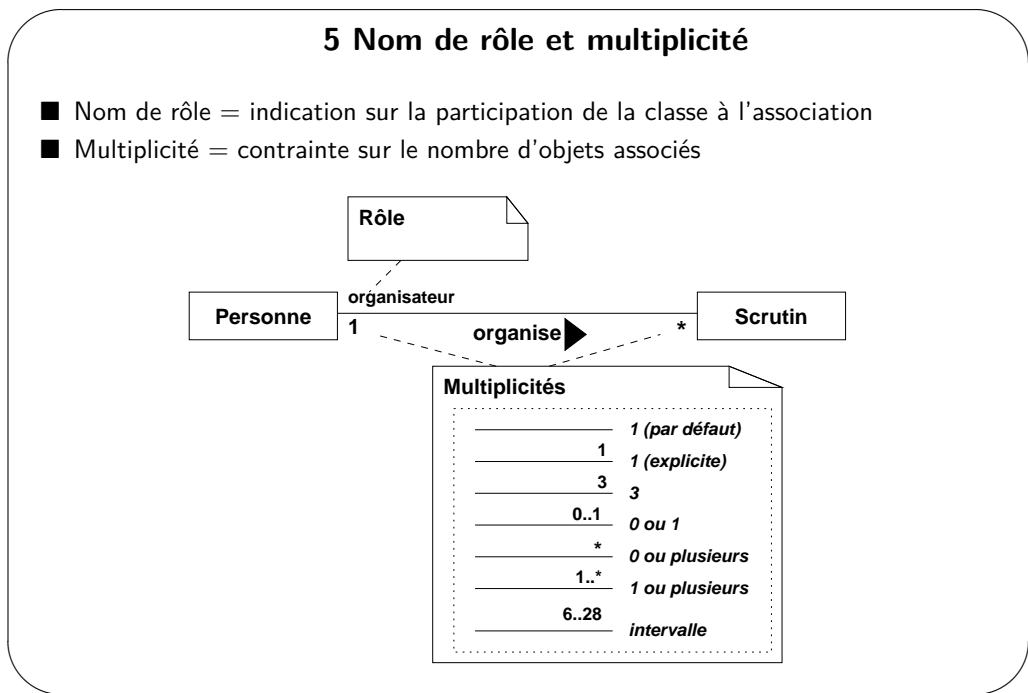 5 Nom de rôle et multiplicité
■ Nom de rôle = indication sur la participation de la classe à l'association
■ Multiplicité = contrainte sur le nombre d'objets associés
Rôle
organisateur
Personne
1
organise
*
Scrutin
Multiplicités
1 (par défaut)
1 1 (explicite)
3 3
0..1 0 ou 1
* 0 ou plusieurs
1..* 1 ou plusieurs
6..28 intervalle